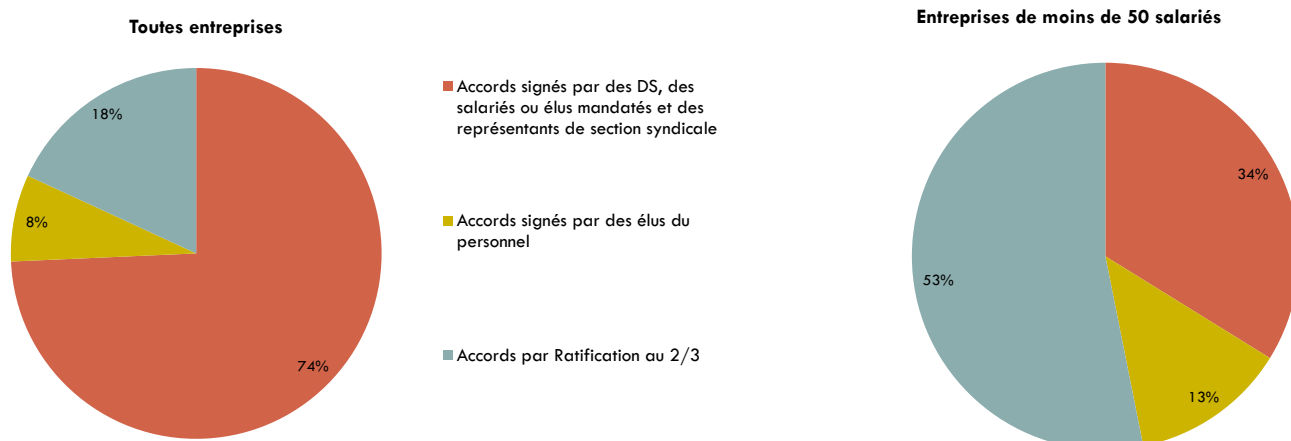 Toutes entreprises
18%
8%
74%
Accords signés par des DS, des
salariés ou élus mandatés et des
représentants de section syndicale
Accords signés par des élus du
personnel
Accords par Ratification au 2/3
Entreprises de moins de 50 salariés
34%
53%
13%